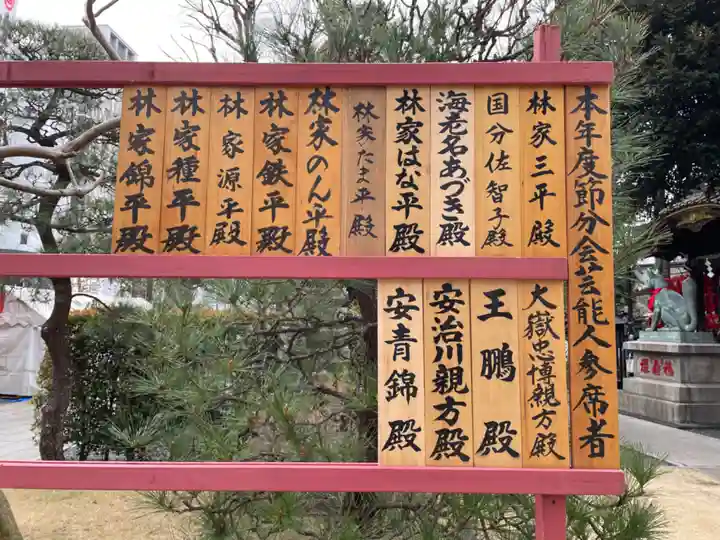 本年度節分会芸能人参席者
林家三平殿
国分佐智子殿
海老名あづき殿
林家はな平殿
林家たま平殿
林家のん平殿
林家鉄平殿
林家源平殿
林家種平殿
林家錦平殿
大嶽忠博親方殿
王鵬殿
安治川親方殿
安青錦殿